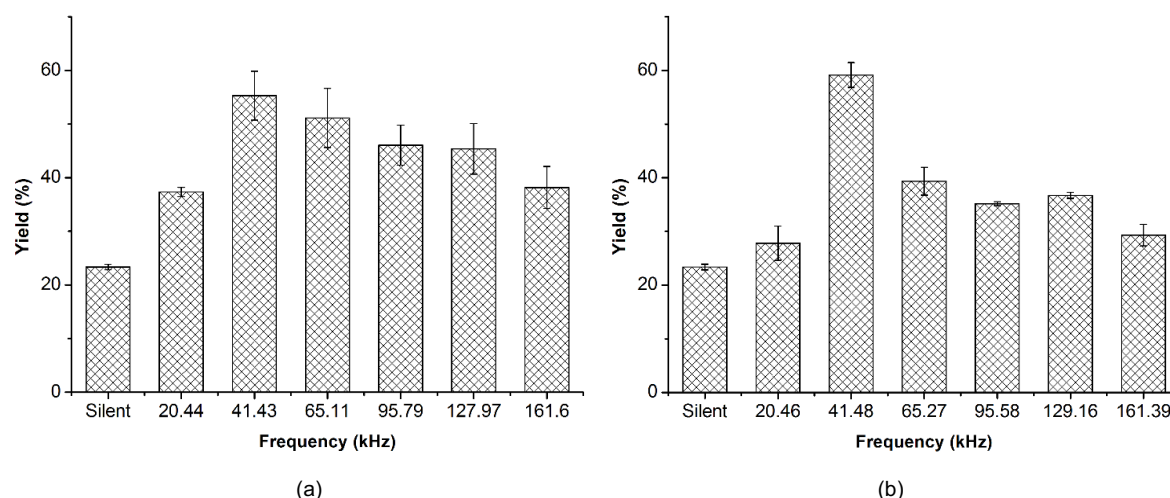 60
40
20
0
Yield (%)
Silent 20.44 41.43 65.11 95.79 127.97 161.6
Frequency (kHz)
(a)
60
40
20
0
Yield (%)
Silent 20.46 41.48 65.27 95.58 129.16 161.39
Frequency (kHz)
(b)